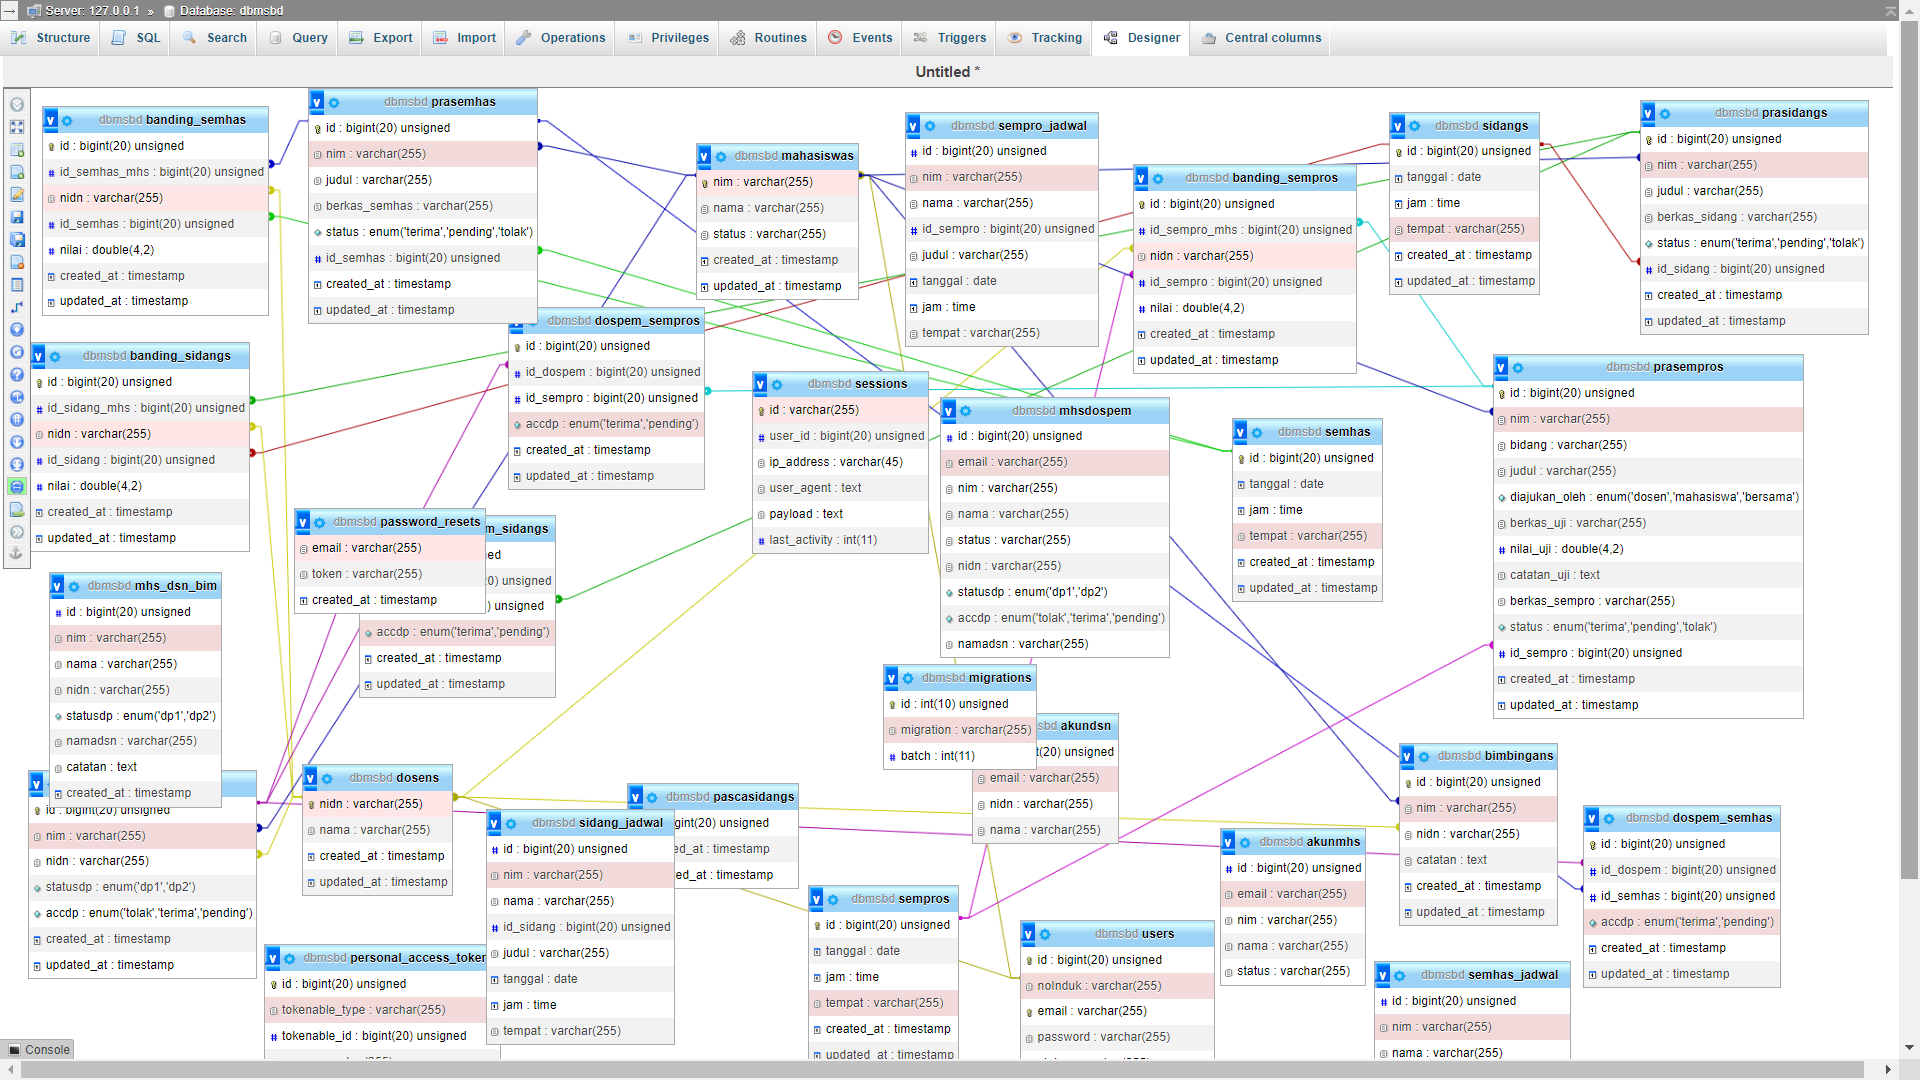 Server: 127.0.0.1 » Database: dbmsbd
Structure SQL Search Query Export Import Operations Privileges Routines Events Triggers Tracking Designer Central columns
Untitled *
dbmsbd banding_semhas
id : bigint(20) unsigned
id_semhas_mhs : bigint(20) unsigned
nidn : varchar(255)
id_semhas : bigint(20) unsigned
nilai : double(4,2)
created_at : timestamp
updated_at : timestamp
dbmsbd prasemhas
id : bigint(20) unsigned
nim : varchar(255)
judul : varchar(255)
berkas_semhas : varchar(255)
status : enum('terima','pending','tolak')
id_semhas : bigint(20) unsigned
created_at : timestamp
updated_at : timestamp
dbmsbd mahasiswas
nim : varchar(255)
nama : varchar(255)
status : varchar(255)
created_at : timestamp
updated_at : timestamp
dbmsbd sempro_jadwal
id : bigint(20) unsigned
nim : varchar(255)
nama : varchar(255)
id_sempro : bigint(20) unsigned
judul : varchar(255)
tanggal : date
jam : time
tempat : varchar(255)
dbmsbd banding_sempros
id : bigint(20) unsigned
id_sempro_mhs : bigint(20) unsigned
nidn : varchar(255)
id_sempro : bigint(20) unsigned
nilai : double(4,2)
created_at : timestamp
updated_at : timestamp
dbmsbd sidangs
id : bigint(20) unsigned
tanggal : date
jam : time
tempat : varchar(255)
created_at : timestamp
updated_at : timestamp
dbmsbd prasidangs
id : bigint(20) unsigned
nim : varchar(255)
judul : varchar(255)
berkas_sidang : varchar(255)
status : enum('terima','pending','tolak')
id_sidang : bigint(20) unsigned
created_at : timestamp
updated_at : timestamp
dbmsbd banding_sidangs
id : bigint(20) unsigned
id_sidang_mhs : bigint(20) unsigned
nidn : varchar(255)
id_sidang : bigint(20) unsigned
nilai : double(4,2)
created_at : timestamp
updated_at : timestamp
dbmsbd dospem_sempros
id : bigint(20) unsigned
id_dospem : bigint(20) unsigned
id_sempro : bigint(20) unsigned
accdp : enum('terima','pending')
created_at : timestamp
updated_at : timestamp
dbmsbd sessions
id : varchar(255)
user_id : bigint(20) unsigned
ip_address : varchar(45)
user_agent : text
payload : text
last_activity : int(11)
dbmsbd mhsdospem
id : bigint(20) unsigned
email : varchar(255)
nim : varchar(255)
nama : varchar(255)
status : varchar(255)
nidn : varchar(255)
statusdp : enum('dp1','dp2')
accdp : enum('tolak','terima','pending')
namadsn : varchar(255)
dbmsbd semhas
id : bigint(20) unsigned
tanggal : date
jam : time
tempat : varchar(255)
created_at : timestamp
updated_at : timestamp
dbmsbd prasempros
id : bigint(20) unsigned
nim : varchar(255)
bidang : varchar(255)
judul : varchar(255)
diajukan_oleh : enum('dosen','mahasiswa','bersama')
berkas_uji : varchar(255)
nilai_uji : double(4,2)
catatan_uji : text
berkas_sempro : varchar(255)
status : enum('terima','pending','tolak')
id_sempro : bigint(20) unsigned
created_at : timestamp
updated_at : timestamp
dbmsbd password_resets
email : varchar(255)
token : varchar(255)
created_at : timestamp
m_sidangs
ed
0) unsigned
) unsigned
accdp : enum('terima','pending')
created_at : timestamp
updated_at : timestamp
dbmsbd mhs_dsn_bim
id : bigint(20) unsigned
nim : varchar(255)
nama : varchar(255)
nidn : varchar(255)
statusdp : enum('dp1','dp2')
namadsn : varchar(255)
catatan : text
created_at : timestamp
id : bigint(20) unsigned
nim : varchar(255)
nidn : varchar(255)
statusdp : enum('dp1','dp2')
accdp : enum('tolak','terima','pending')
created_at : timestamp
updated_at : timestamp
dbmsbd dosens
nidn : varchar(255)
nama : varchar(255)
created_at : timestamp
updated_at : timestamp
dbmsbd migrations
id : int(10) unsigned
migration : varchar(255)
batch : int(11)
sbd akundsn
t(20) unsigned
email : varchar(255)
nidn : varchar(255)
nama : varchar(255)
dbmsbd pascasidangs
gint(20) unsigned
ed_at : timestamp
ed_at : timestamp
dbmsbd sidang_jadwal
id : bigint(20) unsigned
nim : varchar(255)
nama : varchar(255)
id_sidang : bigint(20) unsigned
judul : varchar(255)
tanggal : date
jam : time
tempat : varchar(255)
dbmsbd personal_access_token
id : bigint(20) unsigned
tokenable_type : varchar(255)
tokenable_id : bigint(20) unsigned
dbmsbd sempros
id : bigint(20) unsigned
tanggal : date
jam : time
tempat : varchar(255)
created_at : timestamp
updated_at : timestamp
dbmsbd users
id : bigint(20) unsigned
noInduk : varchar(255)
email : varchar(255)
password : varchar(255)
dbmsbd akunmhs
id : bigint(20) unsigned
email : varchar(255)
nim : varchar(255)
nama : varchar(255)
status : varchar(255)
dbmsbd bimbingans
id : bigint(20) unsigned
nim : varchar(255)
nidn : varchar(255)
catatan : text
created_at : timestamp
updated_at : timestamp
dbmsbd dospem_semhas
id : bigint(20) unsigned
id_dospem : bigint(20) unsigned
id_semhas : bigint(20) unsigned
accdp : enum('terima','pending')
created_at : timestamp
updated_at : timestamp
dbmsbd semhas_jadwal
id : bigint(20) unsigned
nim : varchar(255)
nama : varchar(255)
Console